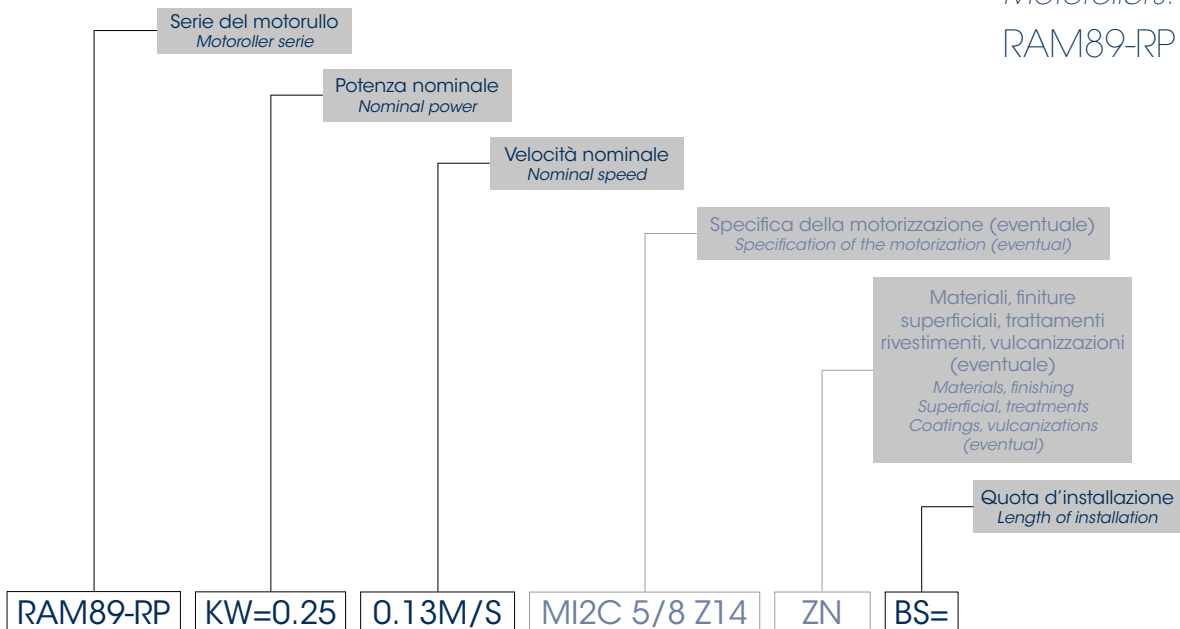 Motorollers:
RAM89-RP
Serie del motorullo
Motoroller serie
Potenza nominale
Nominal power
Velocità nominale
Nominal speed
Specifica della motorizzazione (eventuale)
Specification of the motorization (eventual)
Materiali, finiture
superficiali, trattamenti
rivestimenti, vulcanizzazioni
(eventuale)
Materials, finishing
Superficial, treatments
Coatings, vulcanizations
(eventual)
Quota d'installazione
Length of installation
RAM89-RP KW=0.25 0.13M/S MI2C 5/8 Z14 ZN BS=